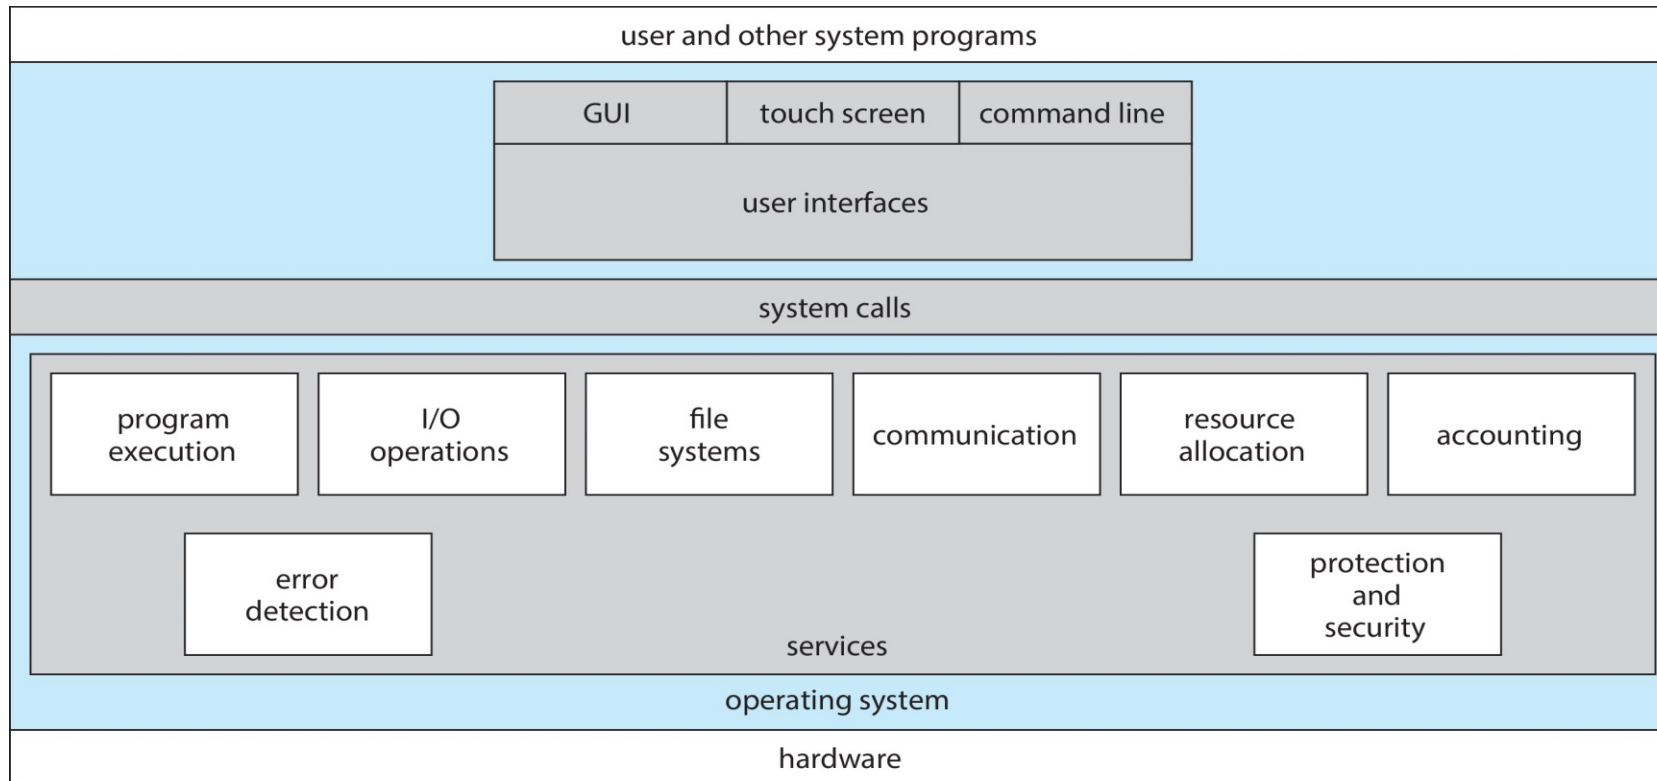 user and other system programs
GUI
touch screen
command line
user interfaces
system calls
program
execution
I/O
operations
file
systems
communication
resource
allocation
accounting
error
detection
protection
and
security
services
operating system
hardware